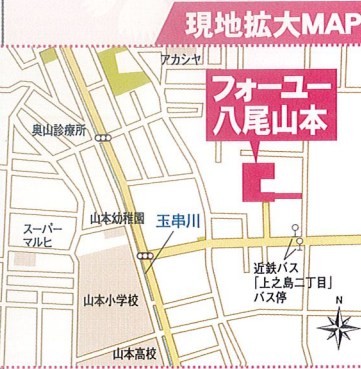 現地拡大MAP
アカシヤ
フォーユー
八尾山本
奥山診療所
山本幼稚園
玉串川
スーパー
マルヒ
近鉄バス
「上之島二丁目」
バス停
山本小学校
N
山本高校